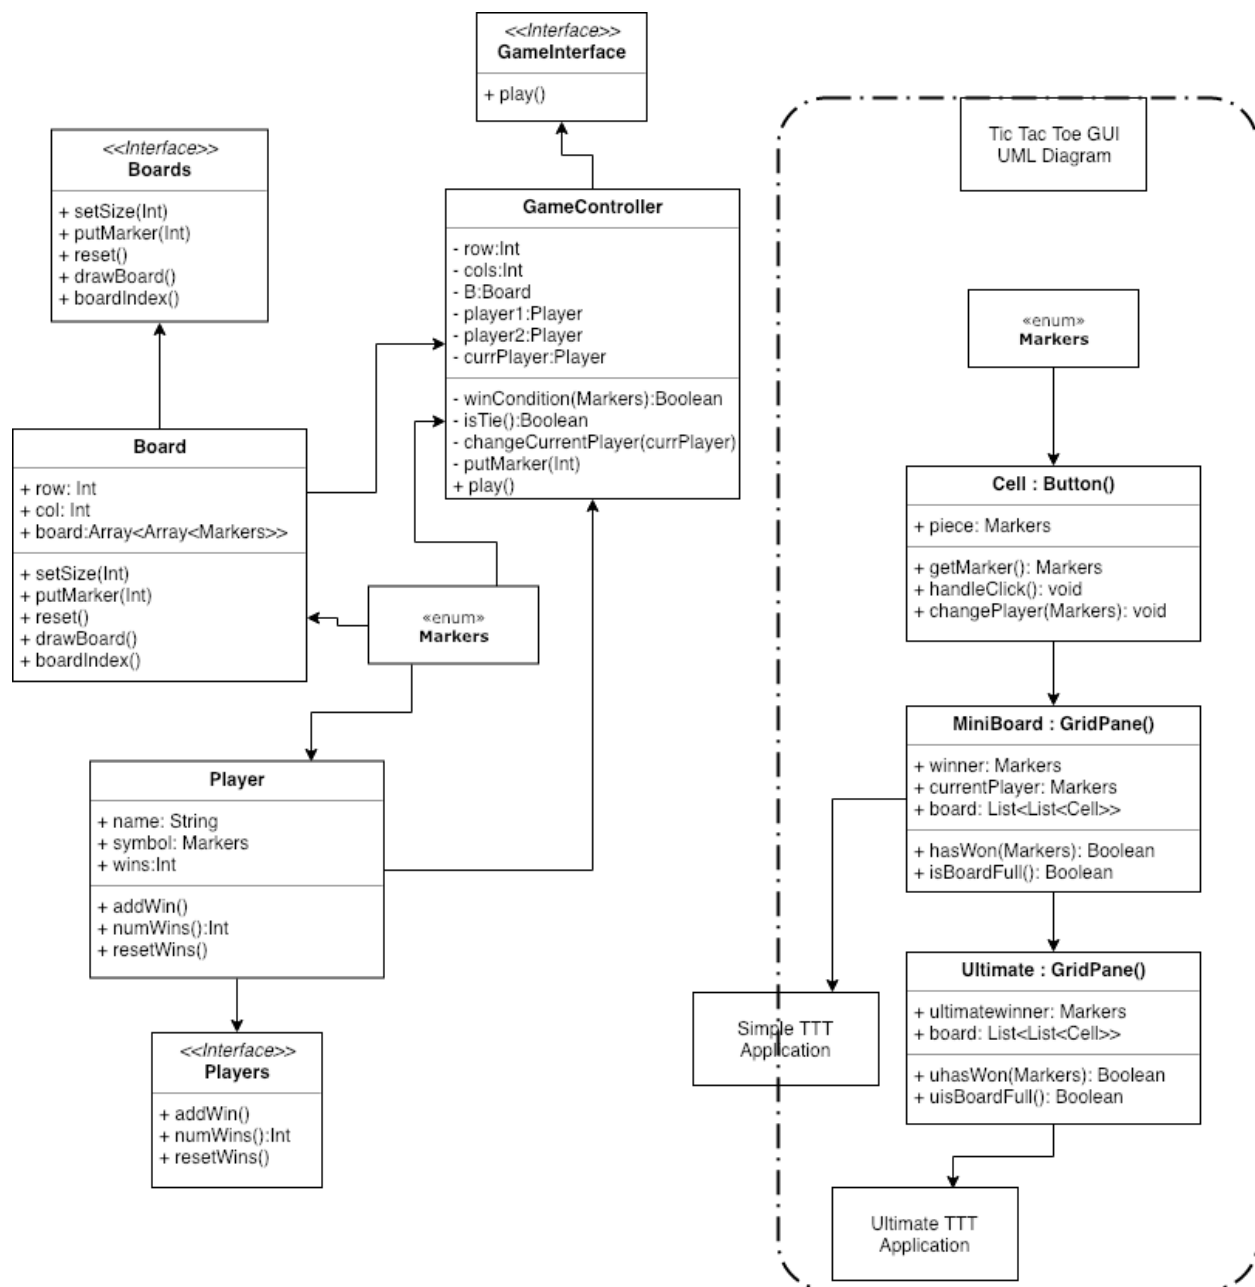 <<Interface>>
GameInterface
+ play()
<<Interface>>
Boards
+ setSize(Int)
+ putMarker(Int)
+ reset()
+ drawBoard()
+ boardIndex()
GameController
- row:Int
- cols:Int
- B:Board
- player1:Player
- player2:Player
- currPlayer:Player
- winCondition(Markers):Boolean
- isTie():Boolean
- changeCurrentPlayer(currPlayer)
- putMarker(Int)
+ play()
Board
+ row: Int
+ col: Int
+ board:Array<Array<Markers>>
+ setSize(Int)
+ putMarker(Int)
+ reset()
+ drawBoard()
+ boardIndex()
«enum»
Markers
Player
+ name: String
+ symbol: Markers
+ wins:Int
+ addWin()
+ numWins():Int
+ resetWins()
<<Interface>>
Players
+ addWin()
+ numWins():Int
+ resetWins()
Tic Tac Toe GUI
UML Diagram
«enum»
Markers
Cell : Button()
+ piece: Markers
+ getMarker(): Markers
+ handleClick(): void
+ changePlayer(Markers): void
MiniBoard : GridPane()
+ winner: Markers
+ currentPlayer: Markers
+ board: List<List<Cell>>
+ hasWon(Markers): Boolean
+ isBoardFull(): Boolean
Simple TTT
Application
Ultimate : GridPane()
+ ultimatewinner: Markers
+ board: List<List<Cell>>
+ uhasWon(Markers): Boolean
+ uisBoardFull(): Boolean
Ultimate TTT
Application